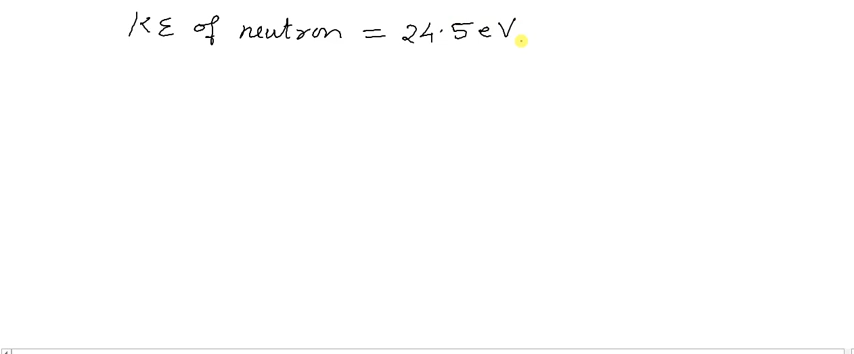 KE of neutron = 24.5 eV